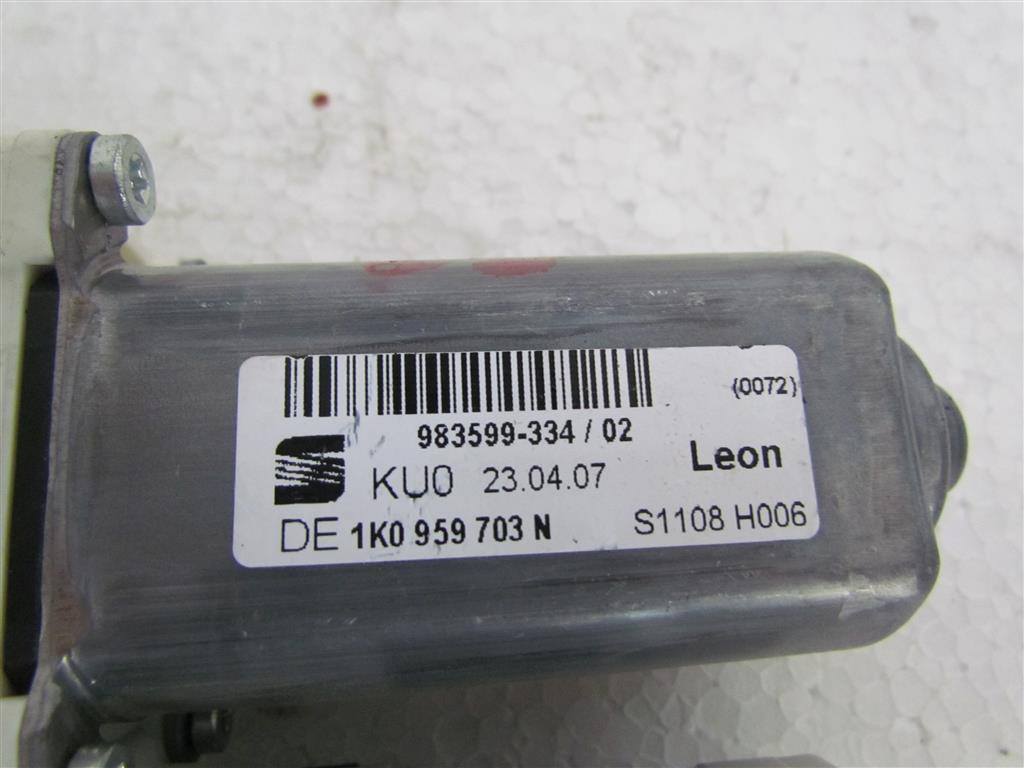 {0072}
983599-334 / 02
KU0 23.04.07 Leon
DE 1K0 959 703 N S1108 H006